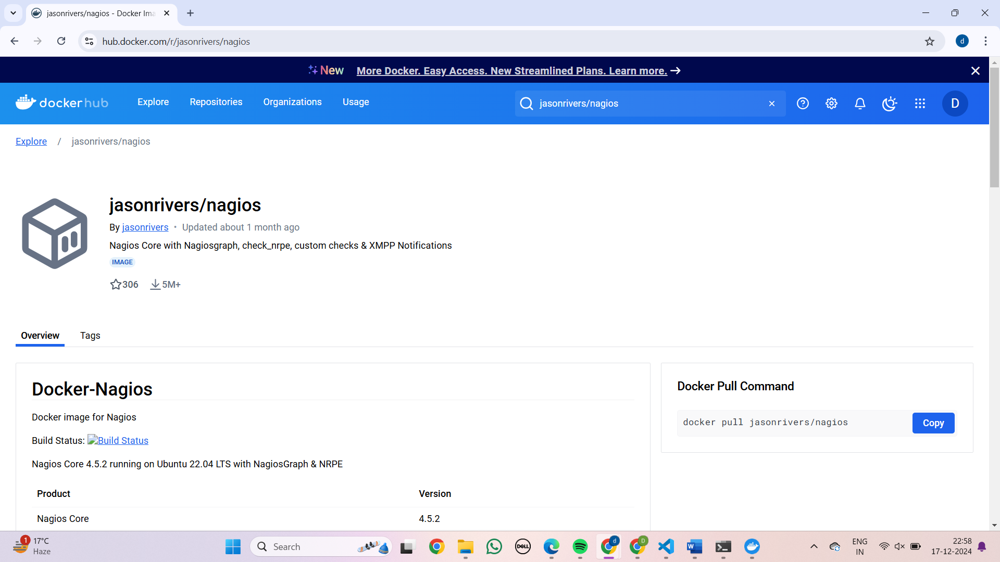 jasonrivers/nagios - Docker Ima
hub.docker.com/r/jasonrivers/nagios
d
New More Docker. Easy Access. New Streamlined Plans. Learn more. →
dockerhub Explore Repositories Organizations Usage jasonrivers/nagios D
Explore / jasonrivers/nagios
jasonrivers/nagios
By jasonrivers • Updated about 1 month ago
Nagios Core with Nagiosgraph, check_nrpe, custom checks & XMPP Notifications
IMAGE
306 5M+
Overview Tags
Docker-Nagios
Docker image for Nagios
Build Status: Build Status
Nagios Core 4.5.2 running on Ubuntu 22.04 LTS with NagiosGraph & NRPE
Product Version
Nagios Core 4.5.2
Docker Pull Command
docker pull jasonrivers/nagios Copy
1 17°C
Haze
Search
DELL
d
D
W
ENG
IN
22:58
17-12-2024